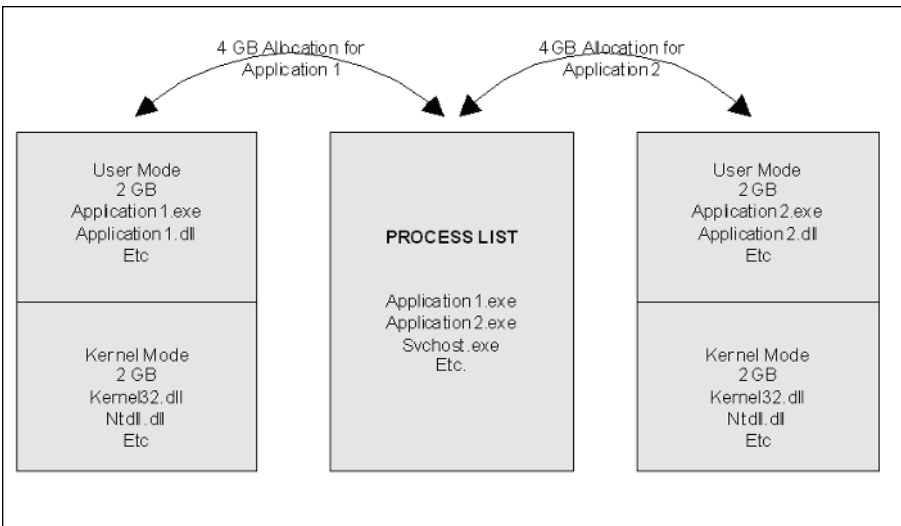 4 GB Allocation for
Application 1
4 GB Allocation for
Application 2
User Mode
2 GB
Application 1.exe
Application 1.dll
Etc
Kernel Mode
2 GB
Kernel32.dll
Ntdll.dll
Etc
PROCESS LIST
Application 1.exe
Application 2.exe
Svchost.exe
Etc.
User Mode
2 GB
Application 2.exe
Application 2.dll
Etc
Kernel Mode
2 GB
Kernel32.dll
Ntdll.dll
Etc